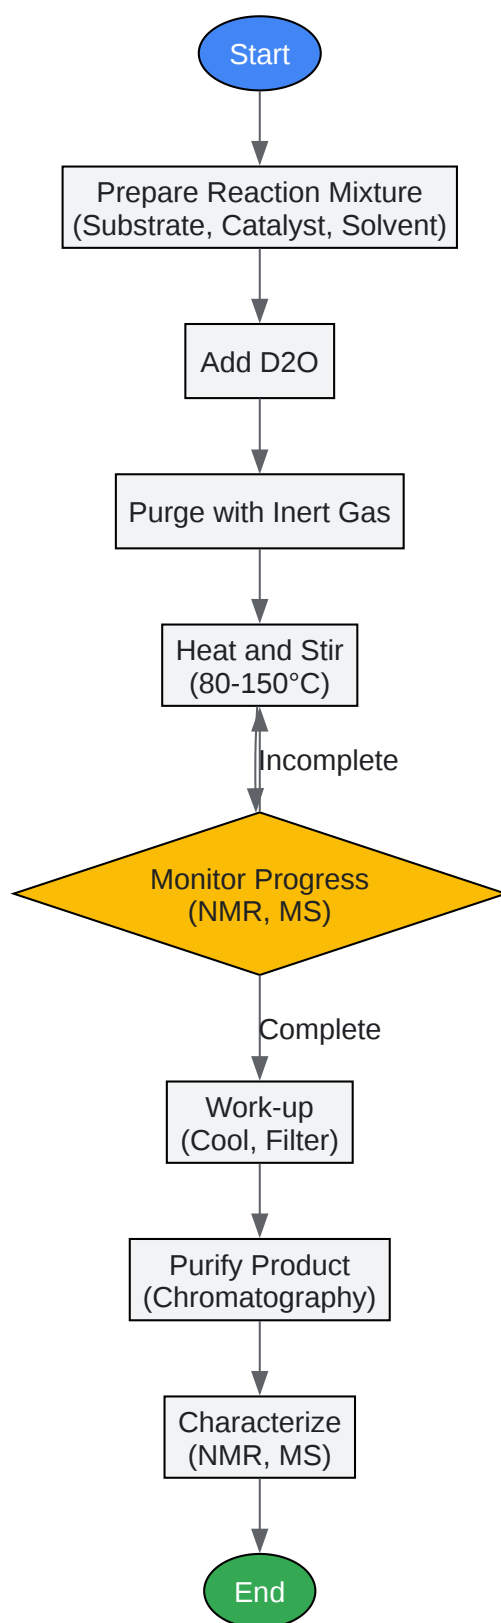 Start
Prepare Reaction Mixture
(Substrate, Catalyst, Solvent)
Add D2O
Purge with Inert Gas
Heat and Stir
(80-150°C)
Incomplete
Monitor Progress
(NMR, MS)
Complete
Work-up
(Cool, Filter)
Purify Product
(Chromatography)
Characterize
(NMR, MS)
End